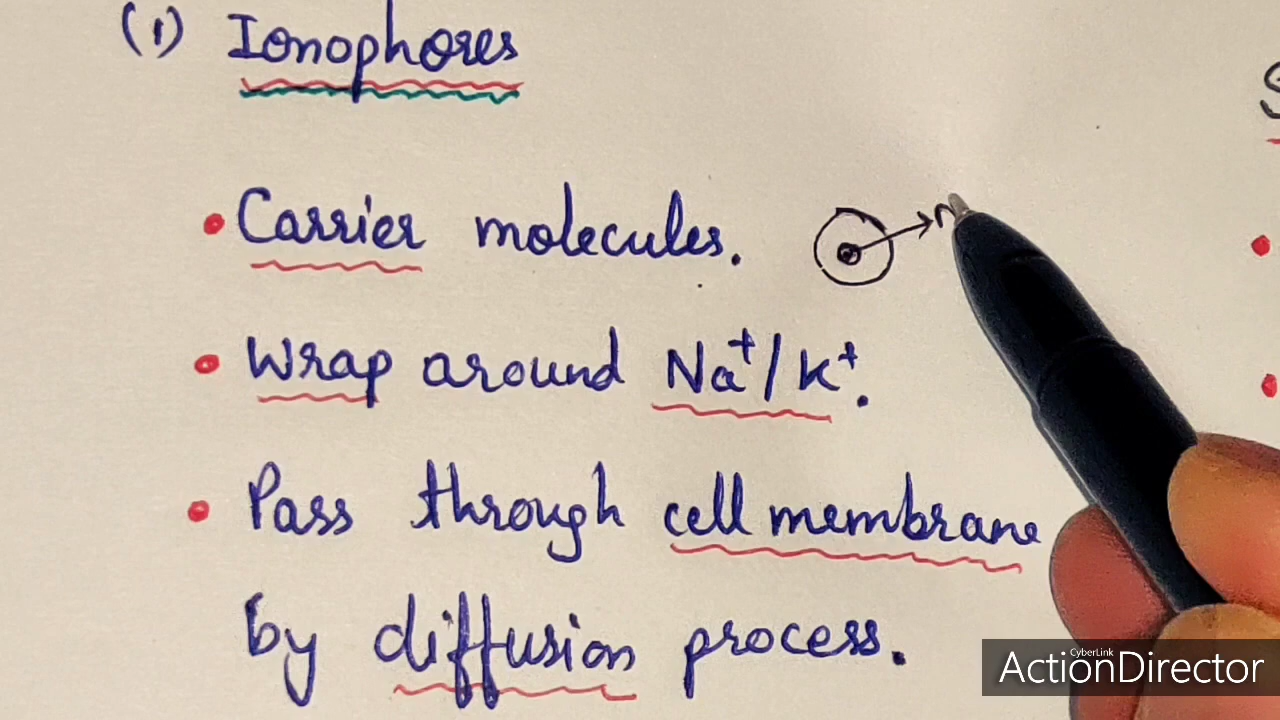 (1) Ionophores
• Carrier molecules.
• Wrap around Na⁺/K⁺.
• Pass through cell membrane
by diffusion process.
CyberLink
ActionDirector